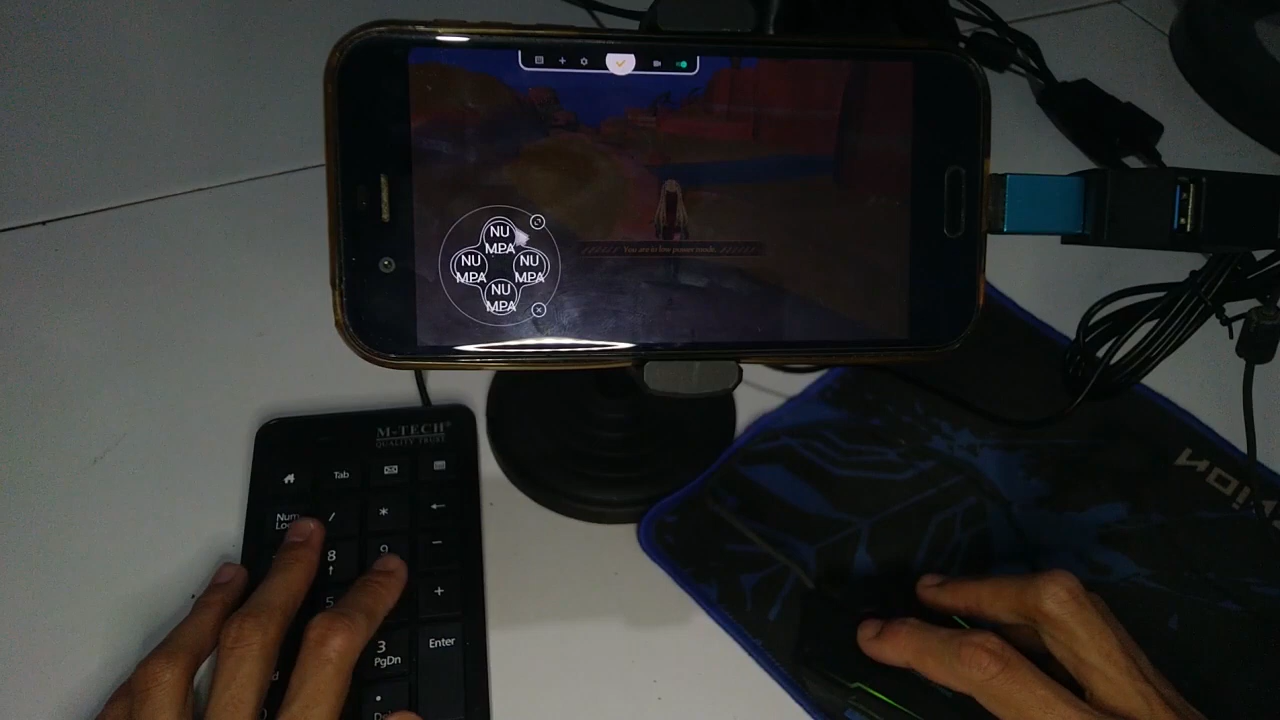 NU
MPA
NU
MPA
NU
MPA
NU
MPA
You are in low power mode.
M-TECH®
QUALITY TRUST
Tab
Num
/
*
←
8
↑
9
-
5
+
3
PgDn
Enter
.